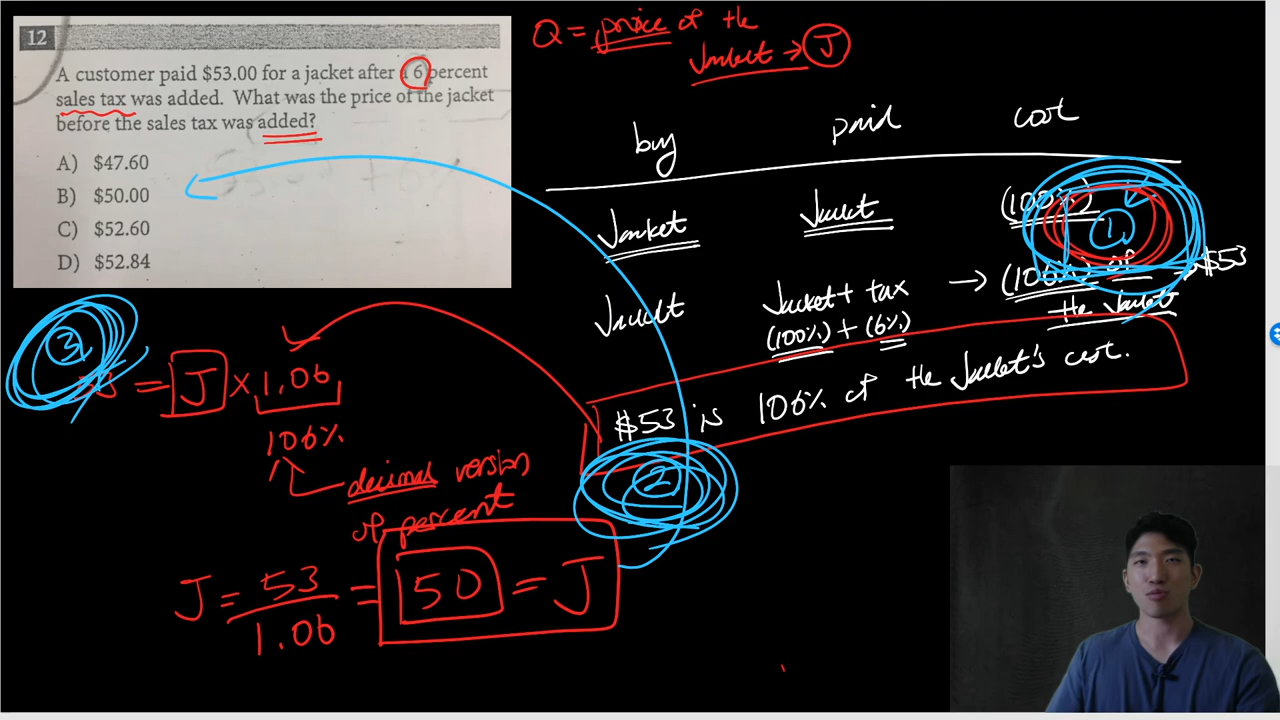 12
A customer paid $53.00 for a jacket after a 6 percent
sales tax was added. What was the price of the jacket
before the sales tax was added?
A) $47.60
B) $50.00
C) $52.60
D) $52.84
Q = price of the
Jacket → J
buy paid cost
Jacket Jacket (100%)
1.
Jacket Jacket + tax → (106%) of → $53
(100%) + (6%) the Jacket
$53 is 106% of the Jacket's cost.
2
3
53 = J × 1.06
106%
decimal version
of percent
J = 53 / 1.06 = 50 = J